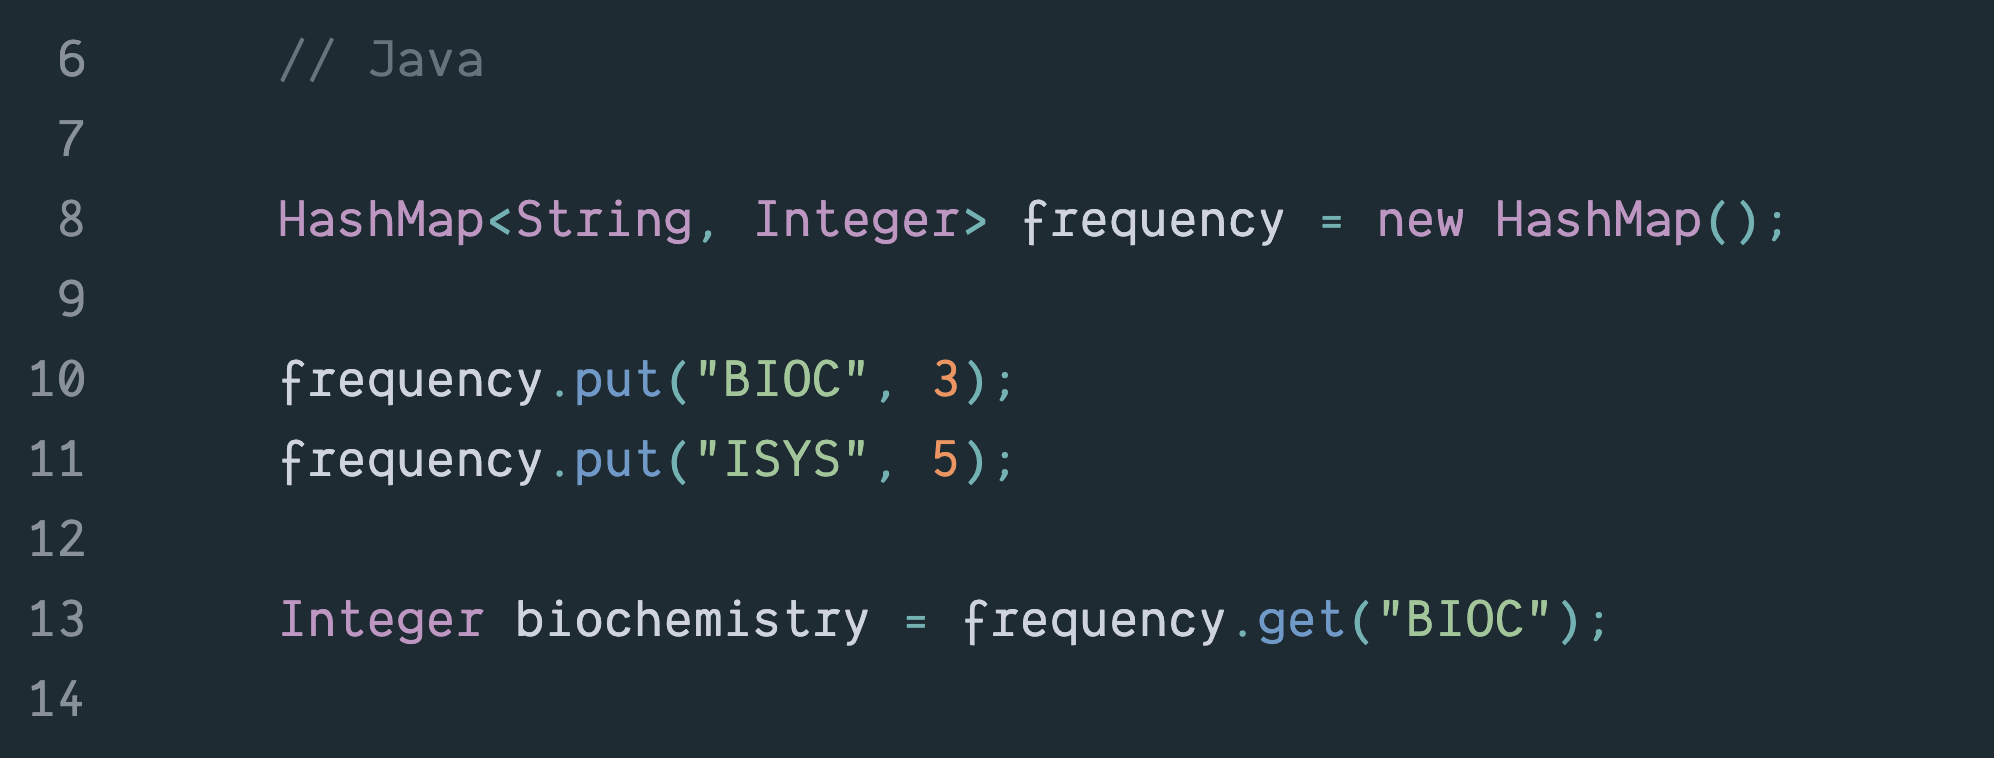 6 // Java
7
8 HashMap<String, Integer> frequency = new HashMap();
9
10 frequency.put("BIOC", 3);
11 frequency.put("ISYS", 5);
12
13 Integer biochemistry = frequency.get("BIOC");
14